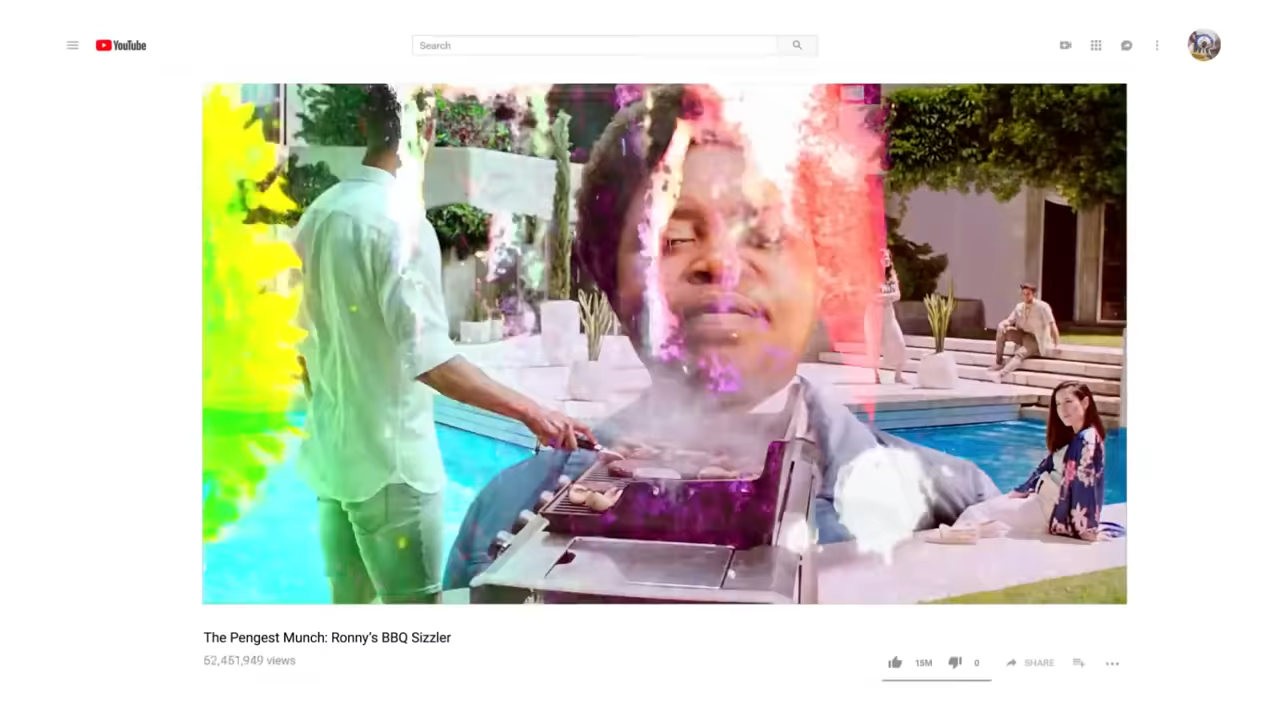 YouTube
Search
The Pengest Munch: Ronny's BBQ Sizzler
52,451,949 views
15M
0
SHARE